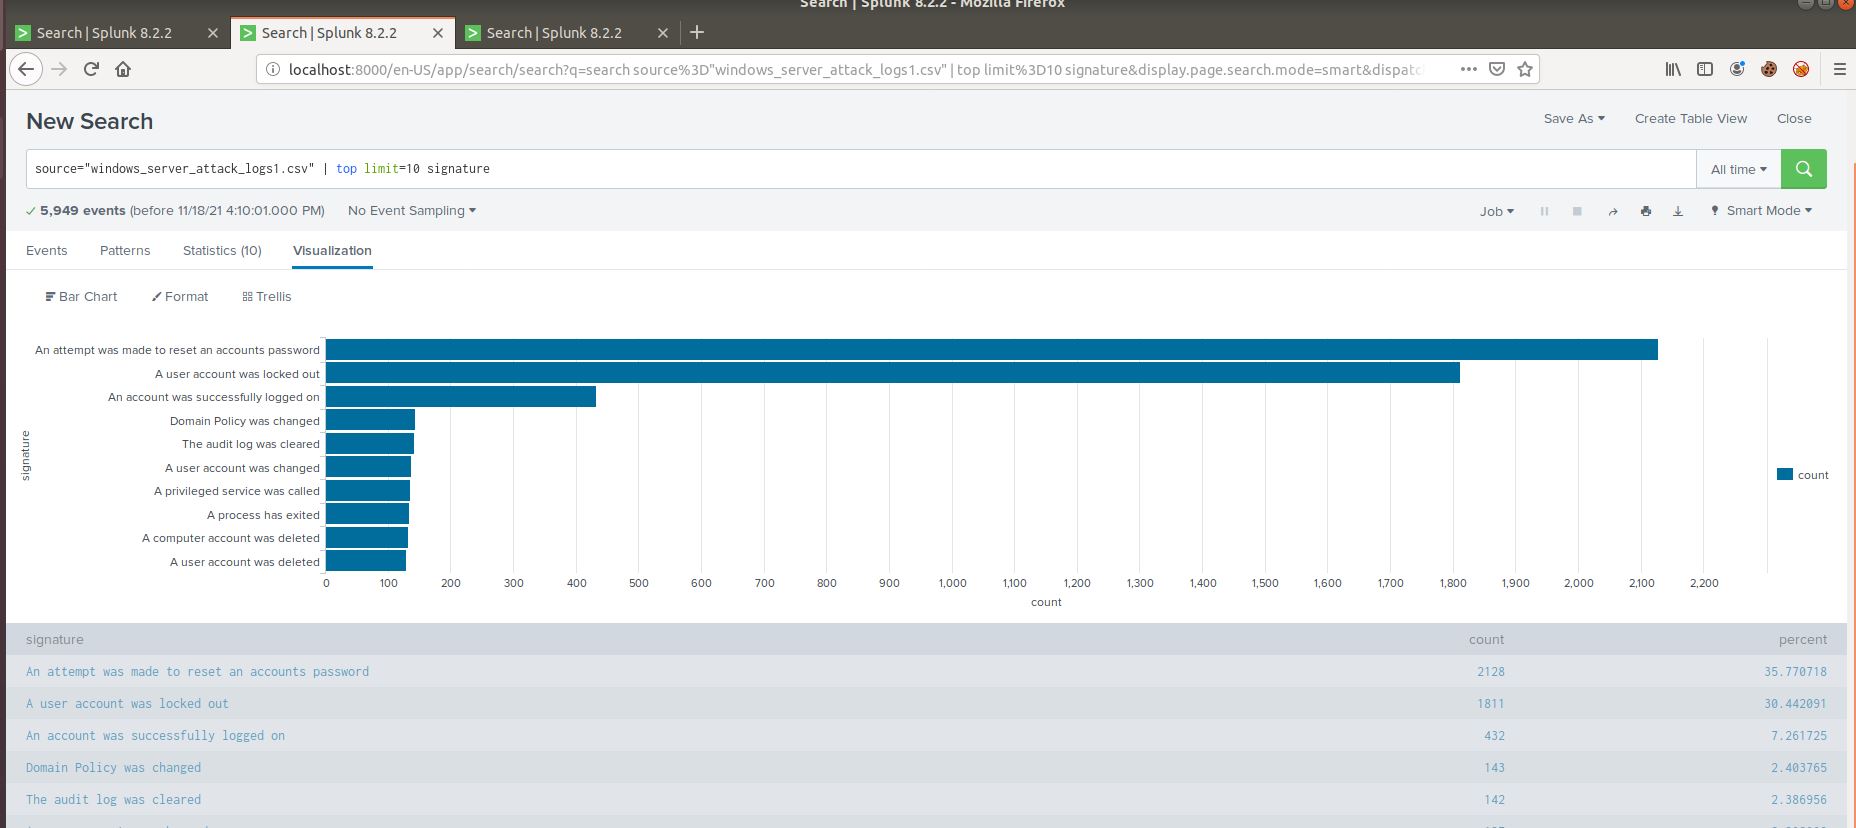 Search | Splunk 8.2.2 - Mozilla Firefox
Search | Splunk 8.2.2
Search | Splunk 8.2.2
Search | Splunk 8.2.2
localhost:8000/en-US/app/search/search?q=search source%3D"windows_server_attack_logs1.csv" | top limit%3D10 signature&display.page.search.mode=smart&dispatc
New Search
Save As Create Table View Close
source="windows_server_attack_logs1.csv" | top limit=10 signature
All time
5,949 events (before 11/18/21 4:10:01.000 PM) No Event Sampling
Job Smart Mode
Events Patterns Statistics (10) Visualization
Bar Chart Format Trellis
signature
An attempt was made to reset an accounts password
A user account was locked out
An account was successfully logged on
Domain Policy was changed
The audit log was cleared
A user account was changed
A privileged service was called
A process has exited
A computer account was deleted
A user account was deleted
count
0 100 200 300 400 500 600 700 800 900 1,000 1,100 1,200 1,300 1,400 1,500 1,600 1,700 1,800 1,900 2,000 2,100 2,200
count
signature count percent
An attempt was made to reset an accounts password 2128 35.770718
A user account was locked out 1811 30.442091
An account was successfully logged on 432 7.261725
Domain Policy was changed 143 2.403765
The audit log was cleared 142 2.386956